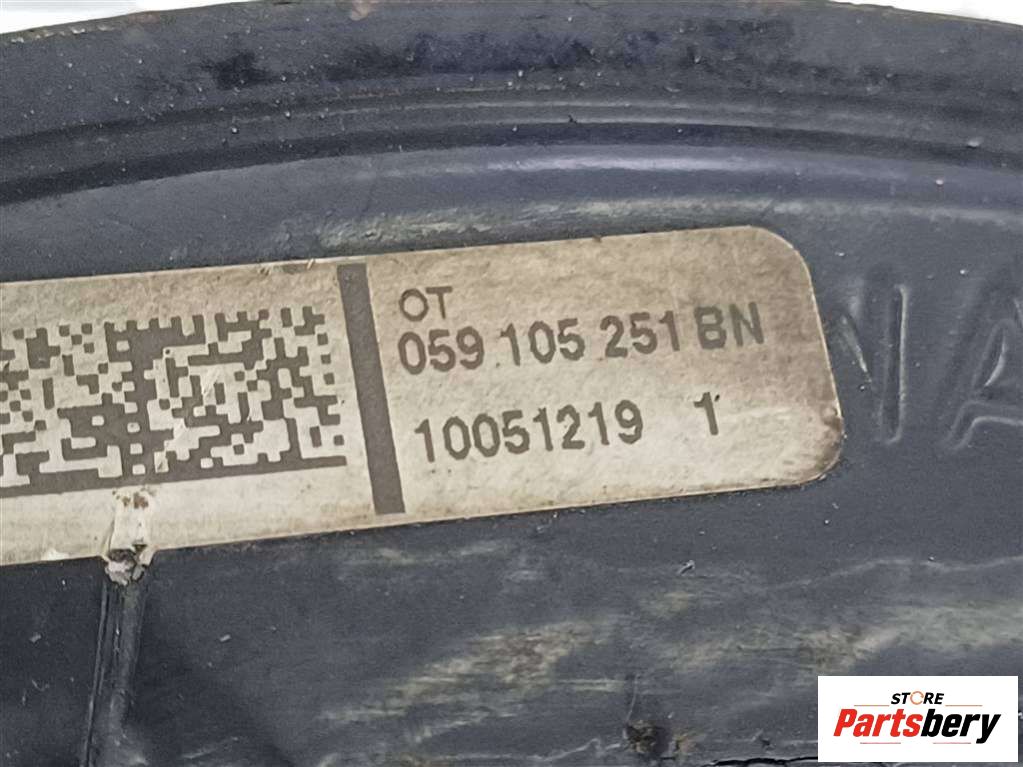 OT
059 105 251 BN
10051219 1
STORE
Partsbery